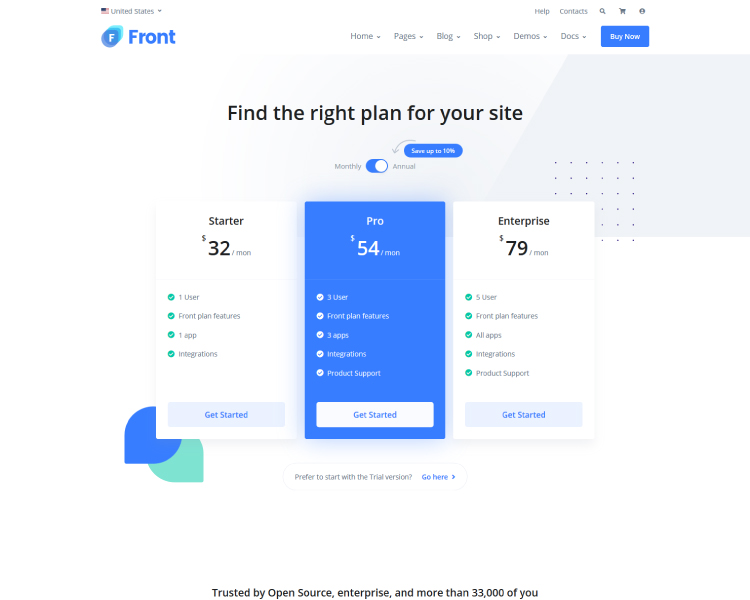 United States
Help Contacts
F Front
Home Pages Blog Shop Demos Docs Buy Now
Find the right plan for your site
Save up to 10%
Monthly Annual
Starter
$32 / mon
1 User
Front plan features
1 app
Integrations
Get Started
Pro
$54 / mon
3 User
Front plan features
3 apps
Integrations
Product Support
Get Started
Enterprise
$79 / mon
5 User
Front plan features
All apps
Integrations
Product Support
Get Started
Prefer to start with the Trial version? Go here
Trusted by Open Source, enterprise, and more than 33,000 of you